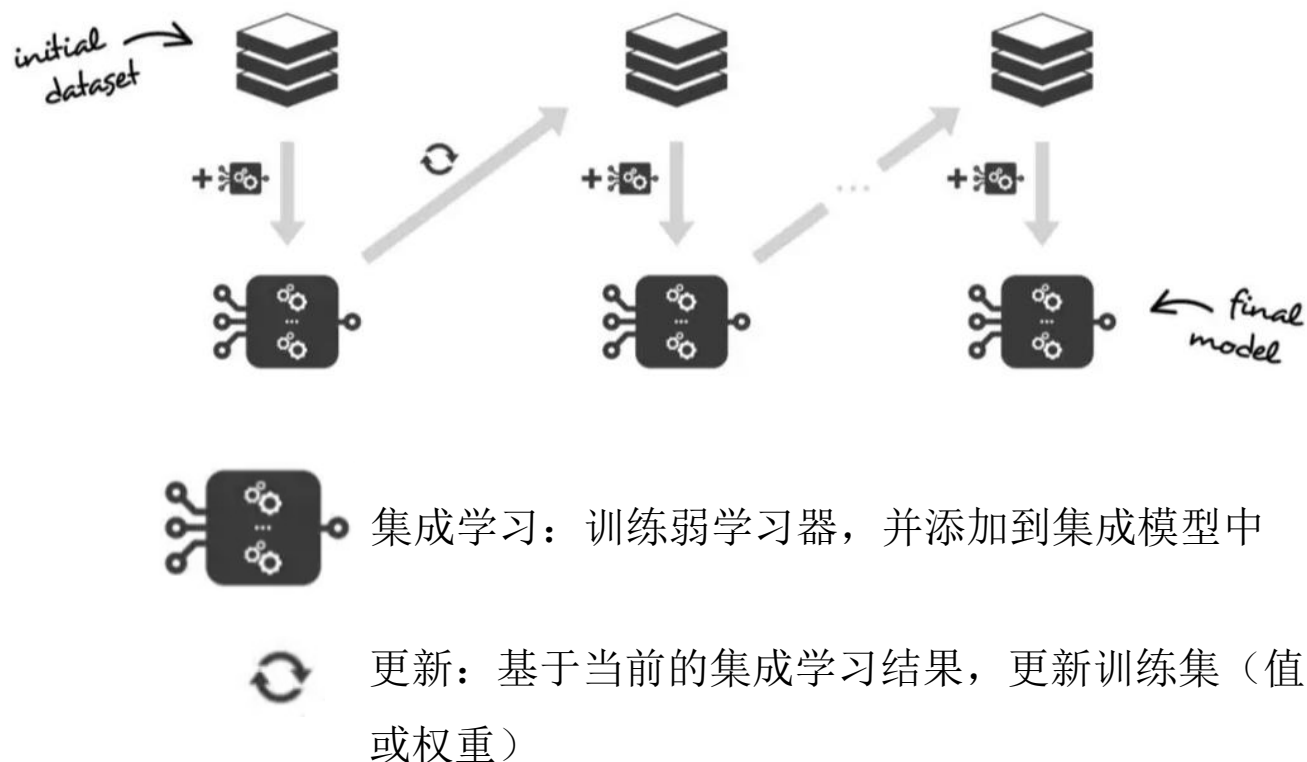 initial
dataset
final
model
集成学习：训练弱学习器，并添加到集成模型中
更新：基于当前的集成学习结果，更新训练集（值
或权重）